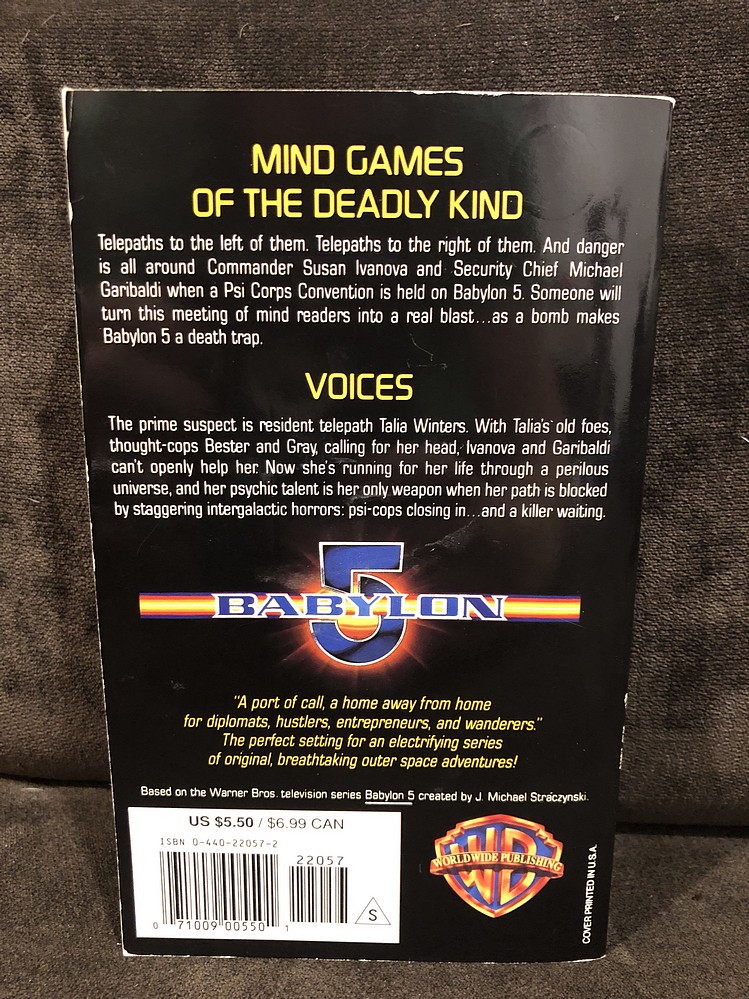 MIND GAMES
OF THE DEADLY KIND
Telepaths to the left of them. Telepaths to the right of them. And danger
is all around Commander Susan Ivanova and Security Chief Michael
Garibaldi when a Psi Corps Convention is held on Babylon 5. Someone will
turn this meeting of mind readers into a real blast...as a bomb makes
Babylon 5 a death trap.
VOICES
The prime suspect is resident telepath Talia Winters. With Talia's old foes,
thought-cops Bester and Gray, calling for her head, Ivanova and Garibaldi
can't openly help her. Now she's running for her life through a perilous
universe, and her psychic talent is her only weapon when her path is blocked
by staggering intergalactic horrors: psi-cops closing in...and a killer waiting.
BABYLON 5
"A port of call, a home away from home
for diplomats, hustlers, entrepreneurs, and wanderers."
The perfect setting for an electrifying series
of original, breathtaking outer space adventures!
Based on the Warner Bros. television series Babylon 5 created by J. Michael Straczynski.
US $5.50 / $6.99 CAN
ISBN 0-440-22057-2
22057
0 71009 00550 1
S
WB
WORLDWIDE PUBLISHING
COVER PRINTED IN U.S.A.